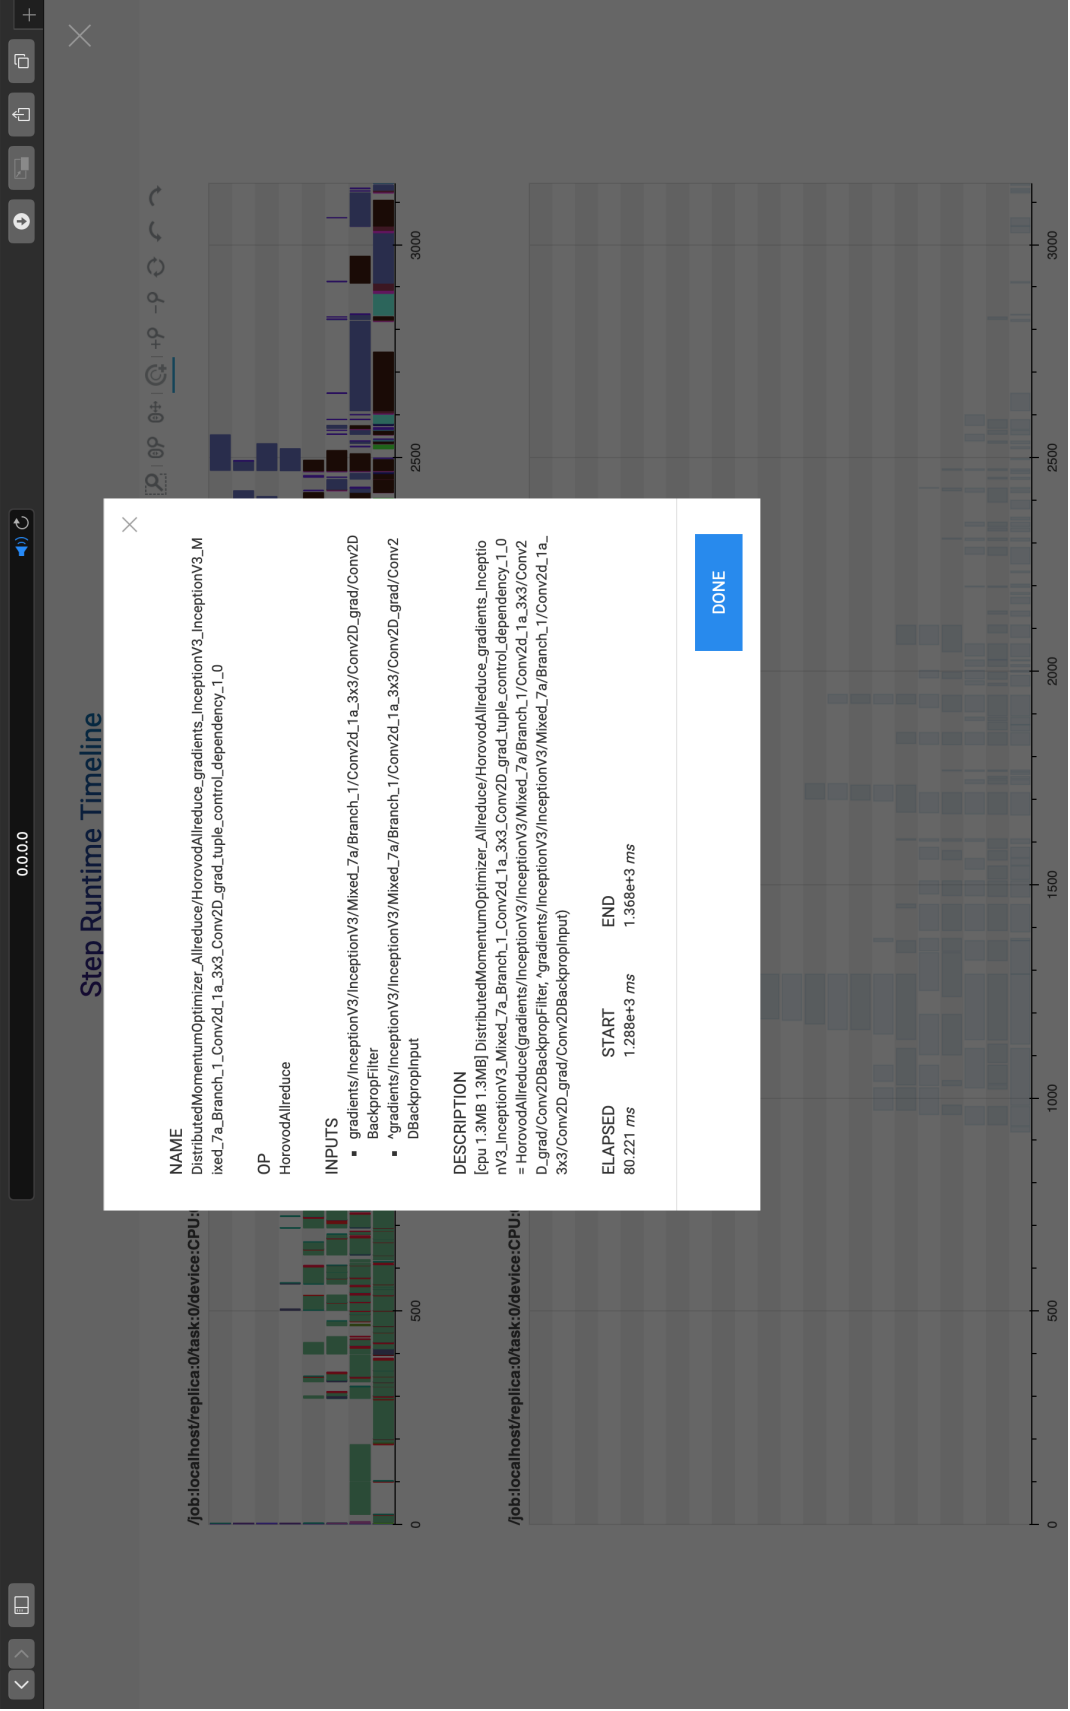 0.0.0.0
Step Runtime Timeline
/job:localhost/replica:0/task:0/device:CPU:
0
500
2500
3000
NAME
DistributedMomentumOptimizer_Allreduce/HorovodAllreduce_gradients_InceptionV3_InceptionV3_M
ixed_7a_Branch_1_Conv2d_1a_3x3_Conv2D_grad_tuple_control_dependency_1_0
OP
HorovodAllreduce
INPUTS
▪ gradients/InceptionV3/InceptionV3/Mixed_7a/Branch_1/Conv2d_1a_3x3/Conv2D_grad/Conv2D
BackpropFilter
▪ ^gradients/InceptionV3/InceptionV3/Mixed_7a/Branch_1/Conv2d_1a_3x3/Conv2D_grad/Conv2
DBackpropInput
DESCRIPTION
[cpu 1.3MB 1.3MB] DistributedMomentumOptimizer_Allreduce/HorovodAllreduce_gradients_Inceptio
nV3_InceptionV3_Mixed_7a_Branch_1_Conv2d_1a_3x3_Conv2D_grad_tuple_control_dependency_1_0
= HorovodAllreduce(gradients/InceptionV3/InceptionV3/Mixed_7a/Branch_1/Conv2d_1a_3x3/Conv2
D_grad/Conv2DBackpropFilter, ^gradients/InceptionV3/InceptionV3/Mixed_7a/Branch_1/Conv2d_1a_
3x3/Conv2D_grad/Conv2DBackpropInput)
ELAPSED START END
80.221 ms 1.288e+3 ms 1.368e+3 ms
DONE
/job:localhost/replica:0/task:0/device:CPU:
0
500
1000
1500
2000
2500
3000